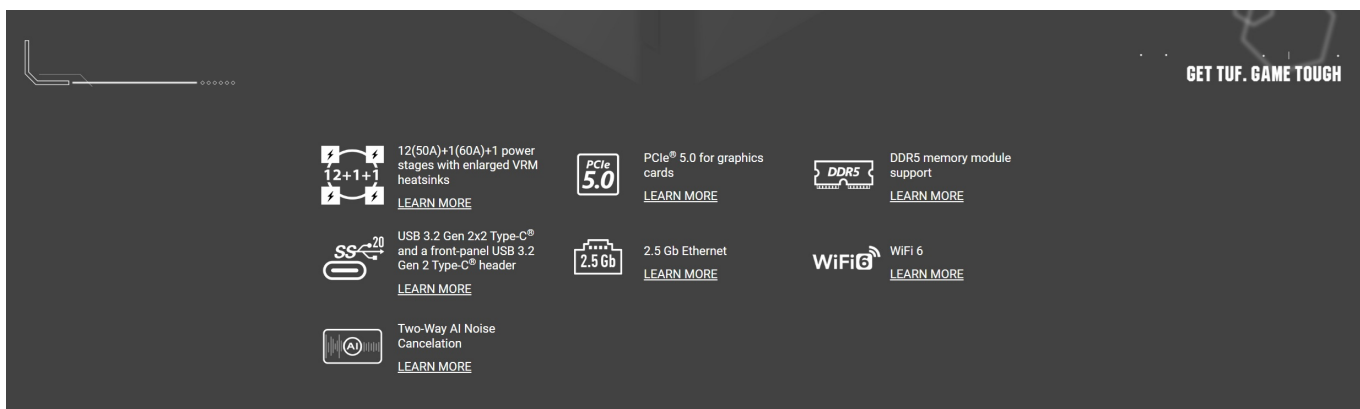 GET TUF. GAME TOUGH
12+1+1
12(50A)+1(60A)+1 power
stages with enlarged VRM
heatsinks
LEARN MORE
PCIe
5.0
PCIe® 5.0 for graphics
cards
LEARN MORE
DDR5
DDR5 memory module
support
LEARN MORE
SS 20
USB 3.2 Gen 2x2 Type-C®
and a front-panel USB 3.2
Gen 2 Type-C® header
LEARN MORE
2.5 Gb
2.5 Gb Ethernet
LEARN MORE
WiFi6
WiFi 6
LEARN MORE
AI
Two-Way AI Noise
Cancelation
LEARN MORE